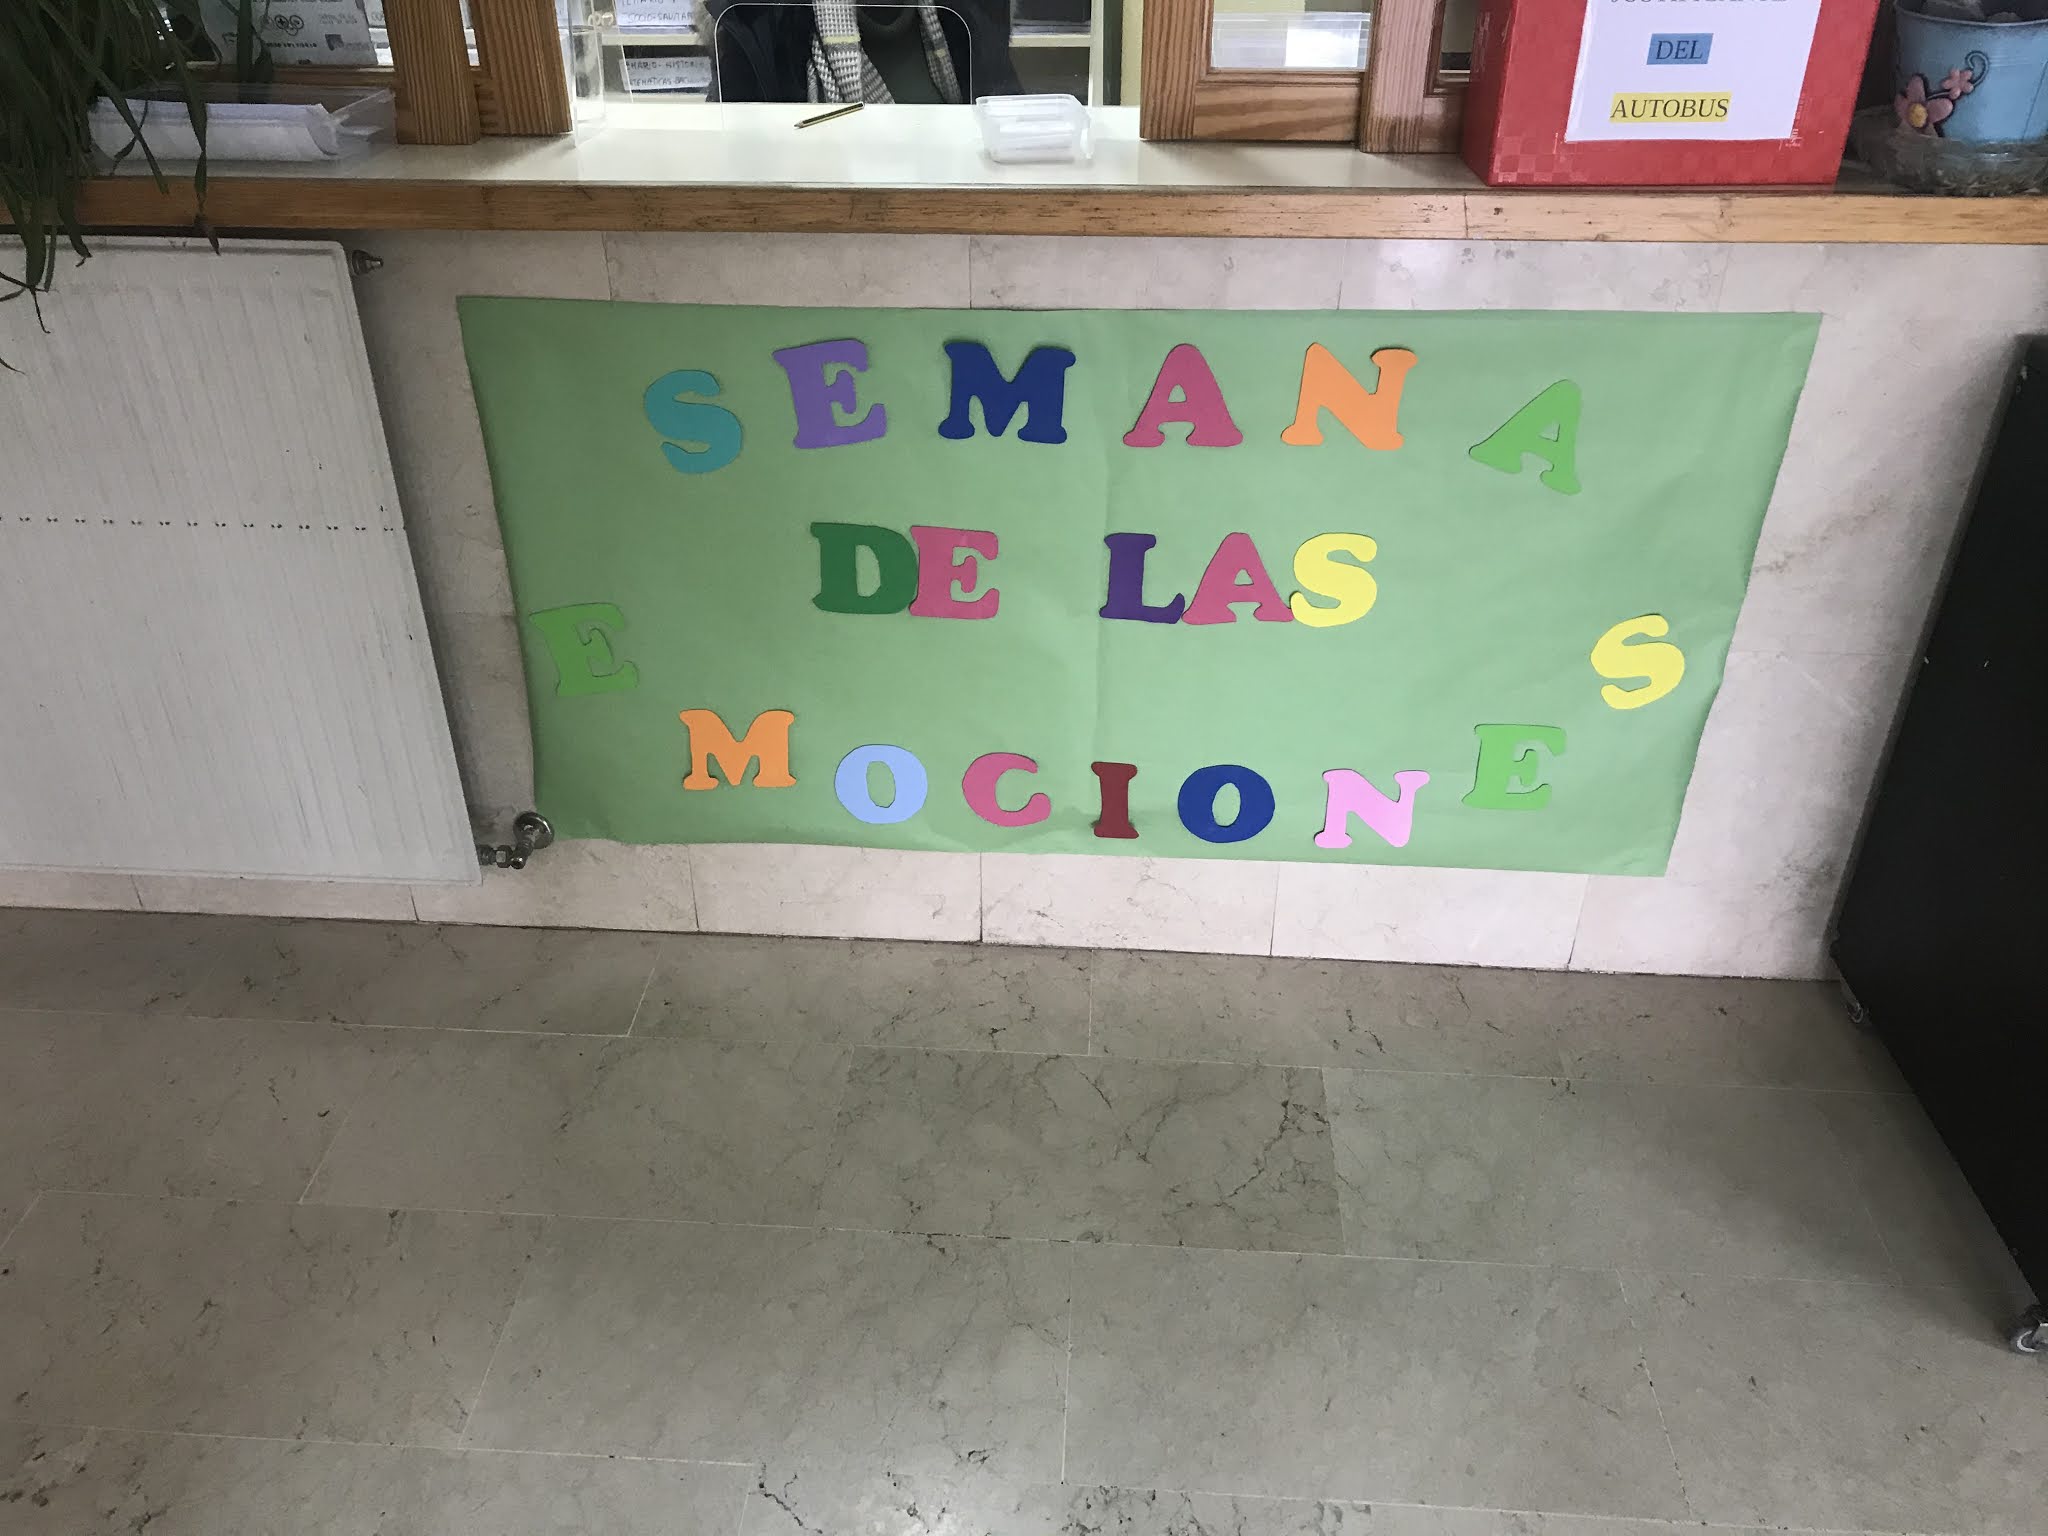 DEL
AUTOBUS
SEMANA
DE LAS
EMOCIONES